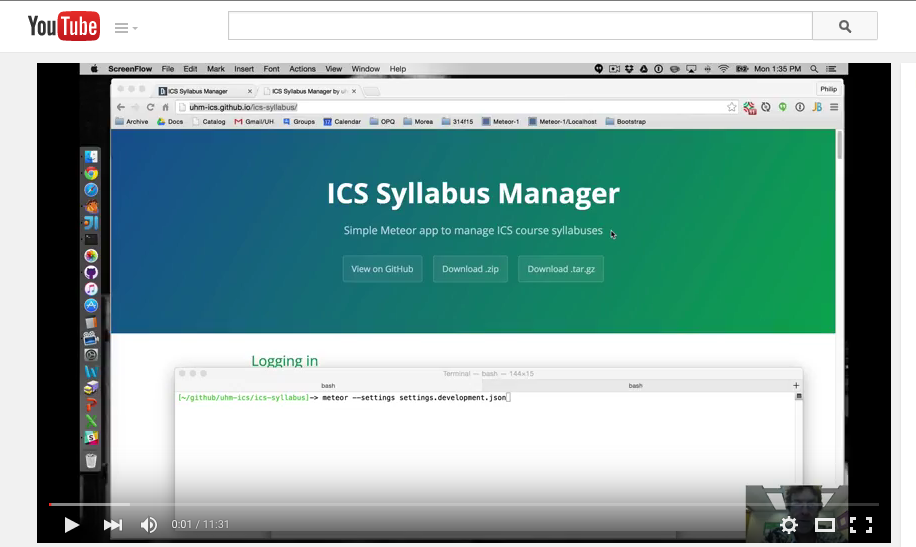 YouTube
ScreenFlow File Edit Mark Insert Font Actions View Window Help Mon 1:35 PM
ICS Syllabus Manager × ICS Syllabus Manager by uh × Philip
uhm-ics.github.io/ics-syllabus/
Archive Docs Catalog Gmail/UH Groups Calendar OPQ Morea 314f15 Meteor-1 Meteor-1/Localhost Bootstrap
ICS Syllabus Manager
Simple Meteor app to manage ICS course syllabuses
View on GitHub Download .zip Download .tar.gz
Logging in
Terminal — bash — 144×15
bash bash +
[~/github/uhm-ics/ics-syllabus]-> meteor --settings settings.development.json
0:01 / 11:31